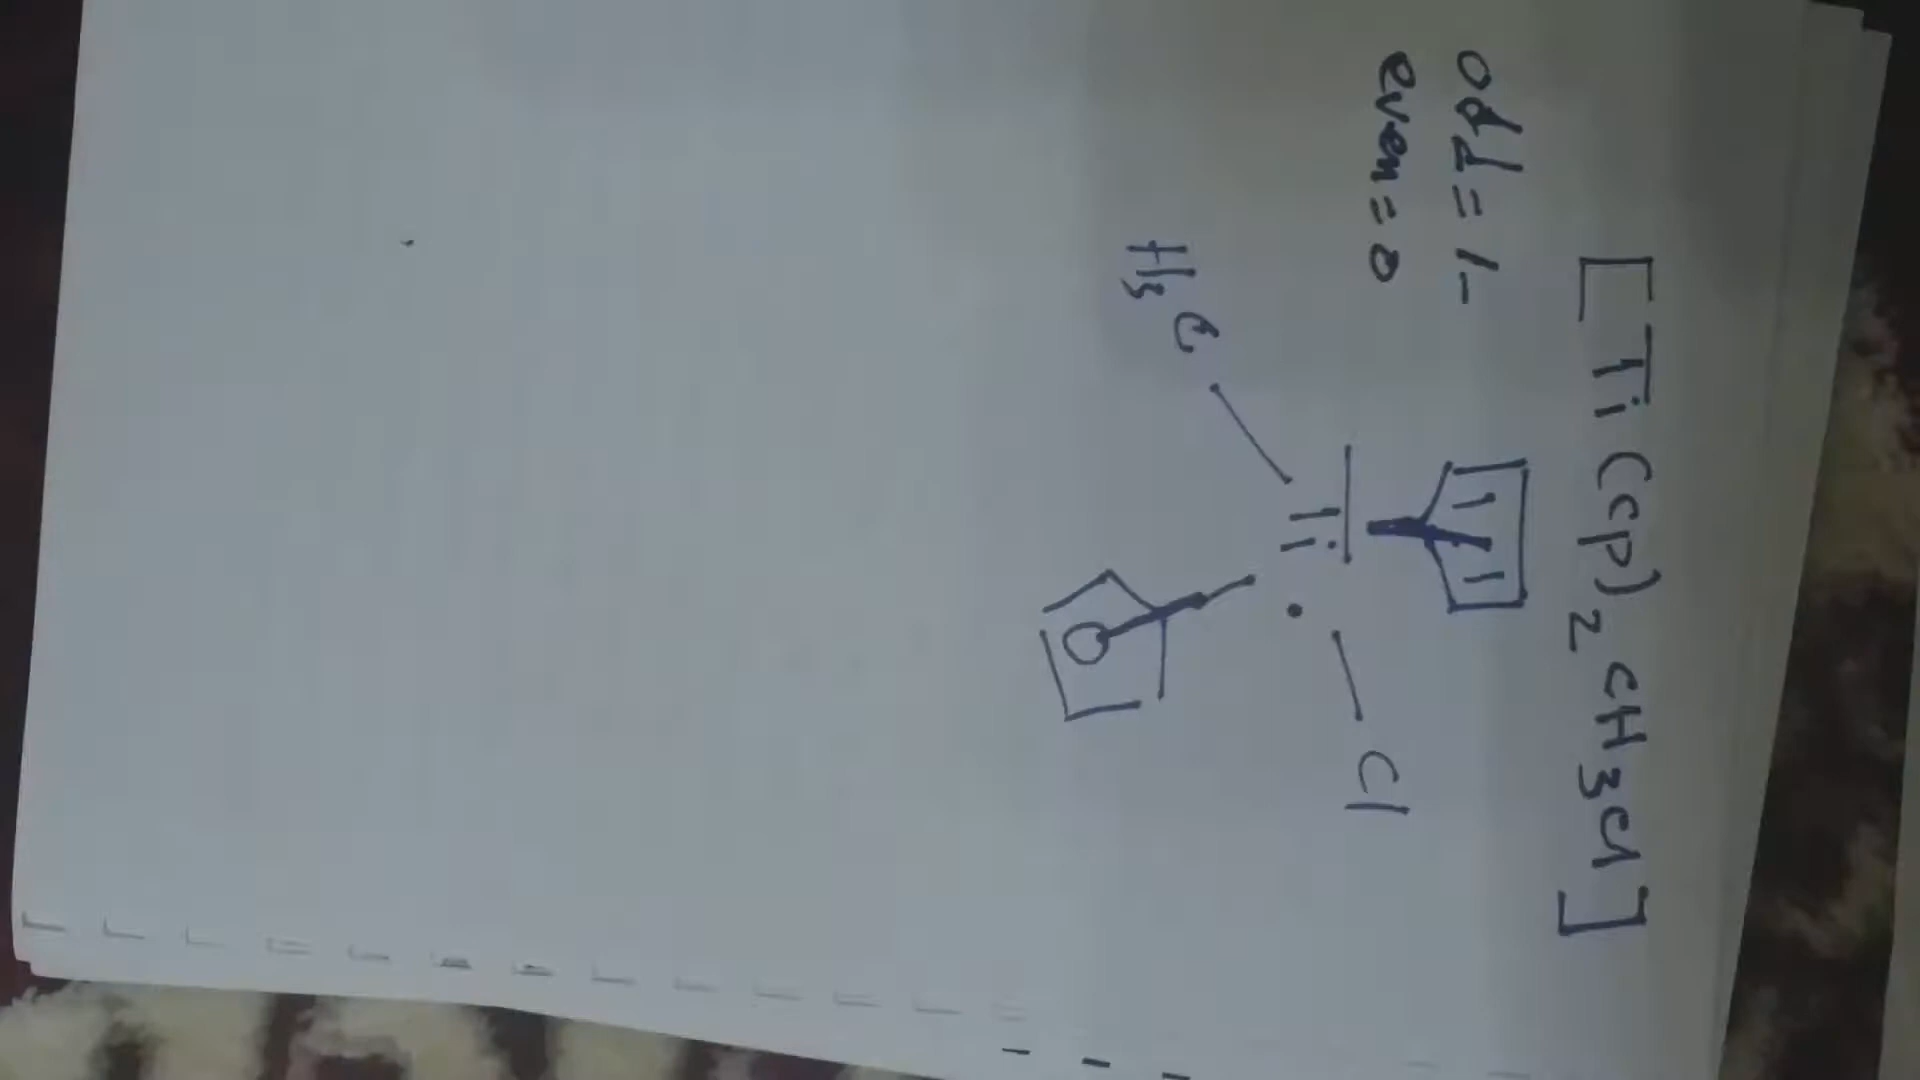 [Ti(cp)2CH3Cl]
odd = 1-
even = 0
H3C
Ti
Cl